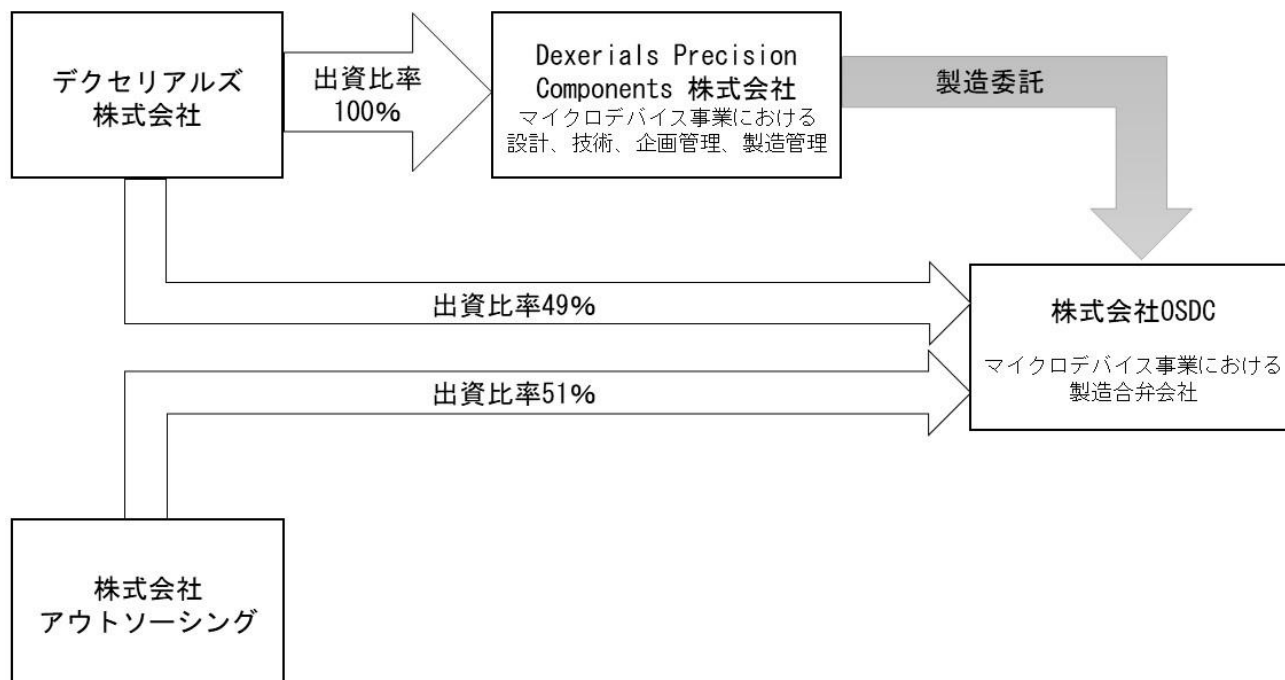 デクセリアルズ
株式会社
出資比率
100%
Dexerials Precision
Components 株式会社
マイクロデバイス事業における
設計、技術、企画管理、製造管理
製造委託
出資比率49%
株式会社OSDC
マイクロデバイス事業における
製造合弁会社
出資比率51%
株式会社
アウトソーシング